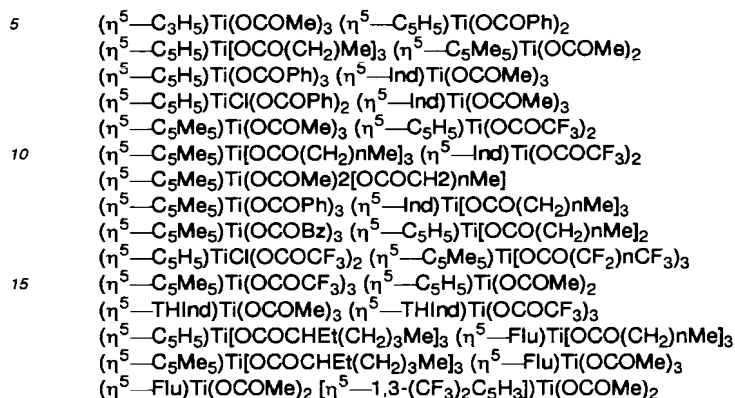 5 (η⁵—C₃H₅)Ti(OCOMe)₃ (η⁵—C₅H₅)Ti(OCOPh)₂
(η⁵—C₅H₅)Ti[OCO(CH₂)Me]₃ (η⁵—C₅Me₅)Ti(OCOMe)₂
(η⁵—C₅H₅)Ti(OCOPh)₃ (η⁵—Ind)Ti(OCOMe)₃
(η⁵—C₅H₅)TiCl(OCOPh)₂ (η⁵—Ind)Ti(OCOMe)₃
(η⁵—C₅Me₅)Ti(OCOMe)₃ (η⁵—C₅H₅)Ti(OCOCF₃)₂
10 (η⁵—C₅Me₅)Ti[OCO(CH₂)nMe]₃ (η⁵—Ind)Ti(OCOCF₃)₂
(η⁵—C₅Me₅)Ti(OCOMe)2[OCOCH2)nMe]
(η⁵—C₅Me₅)Ti(OCOPh)₃ (η⁵—Ind)Ti[OCO(CH₂)nMe]₃
(η⁵—C₅Me₅)Ti(OCOBz)₃ (η⁵—C₅H₅)Ti[OCO(CH₂)nMe]₂
(η⁵—C₅H₅)TiCl(OCOCF₃)₂ (η⁵—C₅Me₅)Ti[OCO(CF₂)nCF₃)₃
15 (η⁵—C₅Me₅)Ti(OCOCF₃)₃ (η⁵—C₅H₅)Ti(OCOMe)₂
(η⁵—THInd)Ti(OCOMe)₃ (η⁵—THInd)Ti(OCOCF₃)₃
(η⁵—C₅H₅)Ti[OCOCHEt(CH₂)₃Me]₃ (η⁵—Flu)Ti[OCO(CH₂)nMe]₃
(η⁵—C₅Me₅)Ti[OCOCHEt(CH₂)₃Me]₃ (η⁵—Flu)Ti(OCOMe)₃
(η⁵—Flu)Ti(OCOMe)₂ [η⁵—1,3-(CF₃)₂C₅H₃])Ti(OCOMe)₂